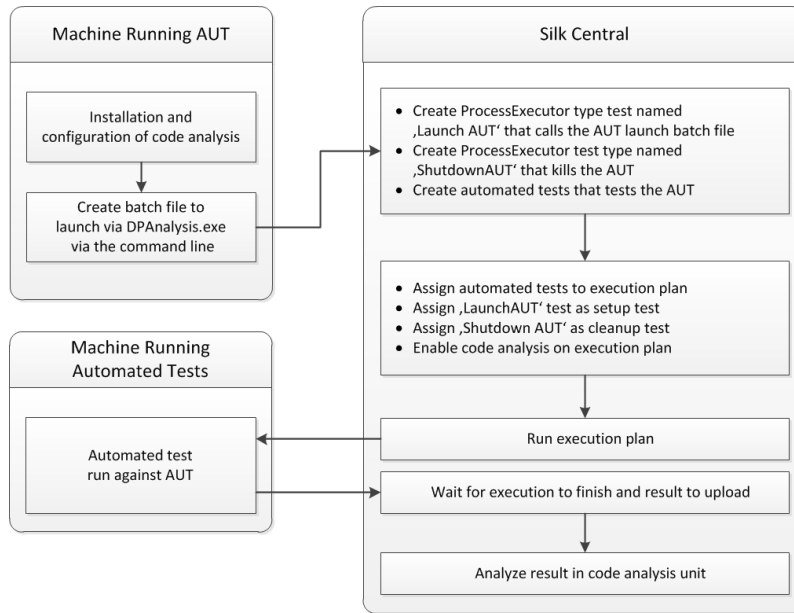 Machine Running AUT
Installation and
configuration of code analysis
Create batch file to
launch via DPAnalysis.exe
via the command line
Machine Running
Automated Tests
Automated test
run against AUT
Silk Central
• Create ProcessExecutor type test named
‚Launch AUT‘ that calls the AUT launch batch file
• Create ProcessExecutor test type named
‚ShutdownAUT‘ that kills the AUT
• Create automated tests that tests the AUT
• Assign automated tests to execution plan
• Assign ‚LaunchAUT‘ test as setup test
• Assign ‚Shutdown AUT‘ as cleanup test
• Enable code analysis on execution plan
Run execution plan
Wait for execution to finish and result to upload
Analyze result in code analysis unit